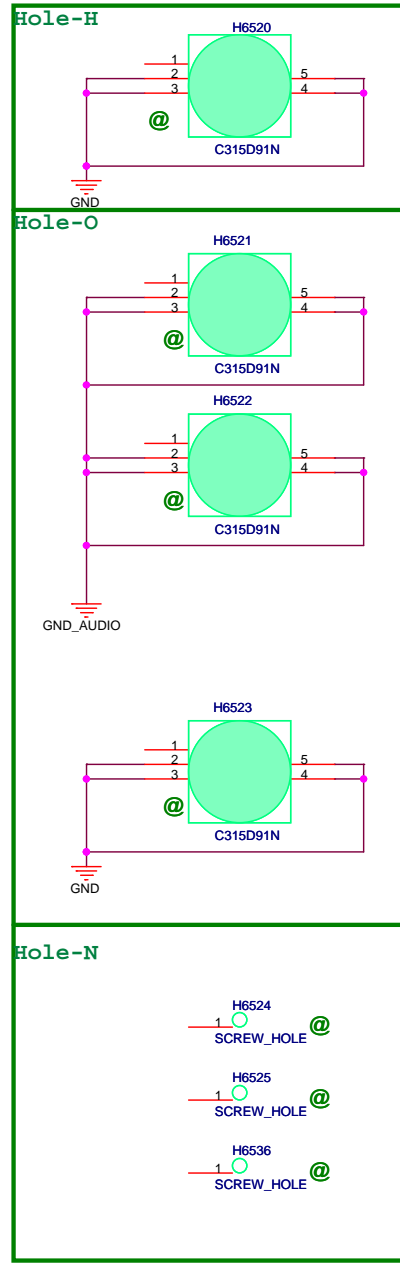 Hole-H
H6520
1
2
3
5
4
@
C315D91N
GND
Hole-O
H6521
1
2
3
5
4
@
C315D91N
H6522
1
2
3
5
4
@
C315D91N
GND_AUDIO
H6523
1
2
3
5
4
@
C315D91N
GND
Hole-N
H6524
1
@
SCREW_HOLE
H6525
1
@
SCREW_HOLE
H6536
1
@
SCREW_HOLE